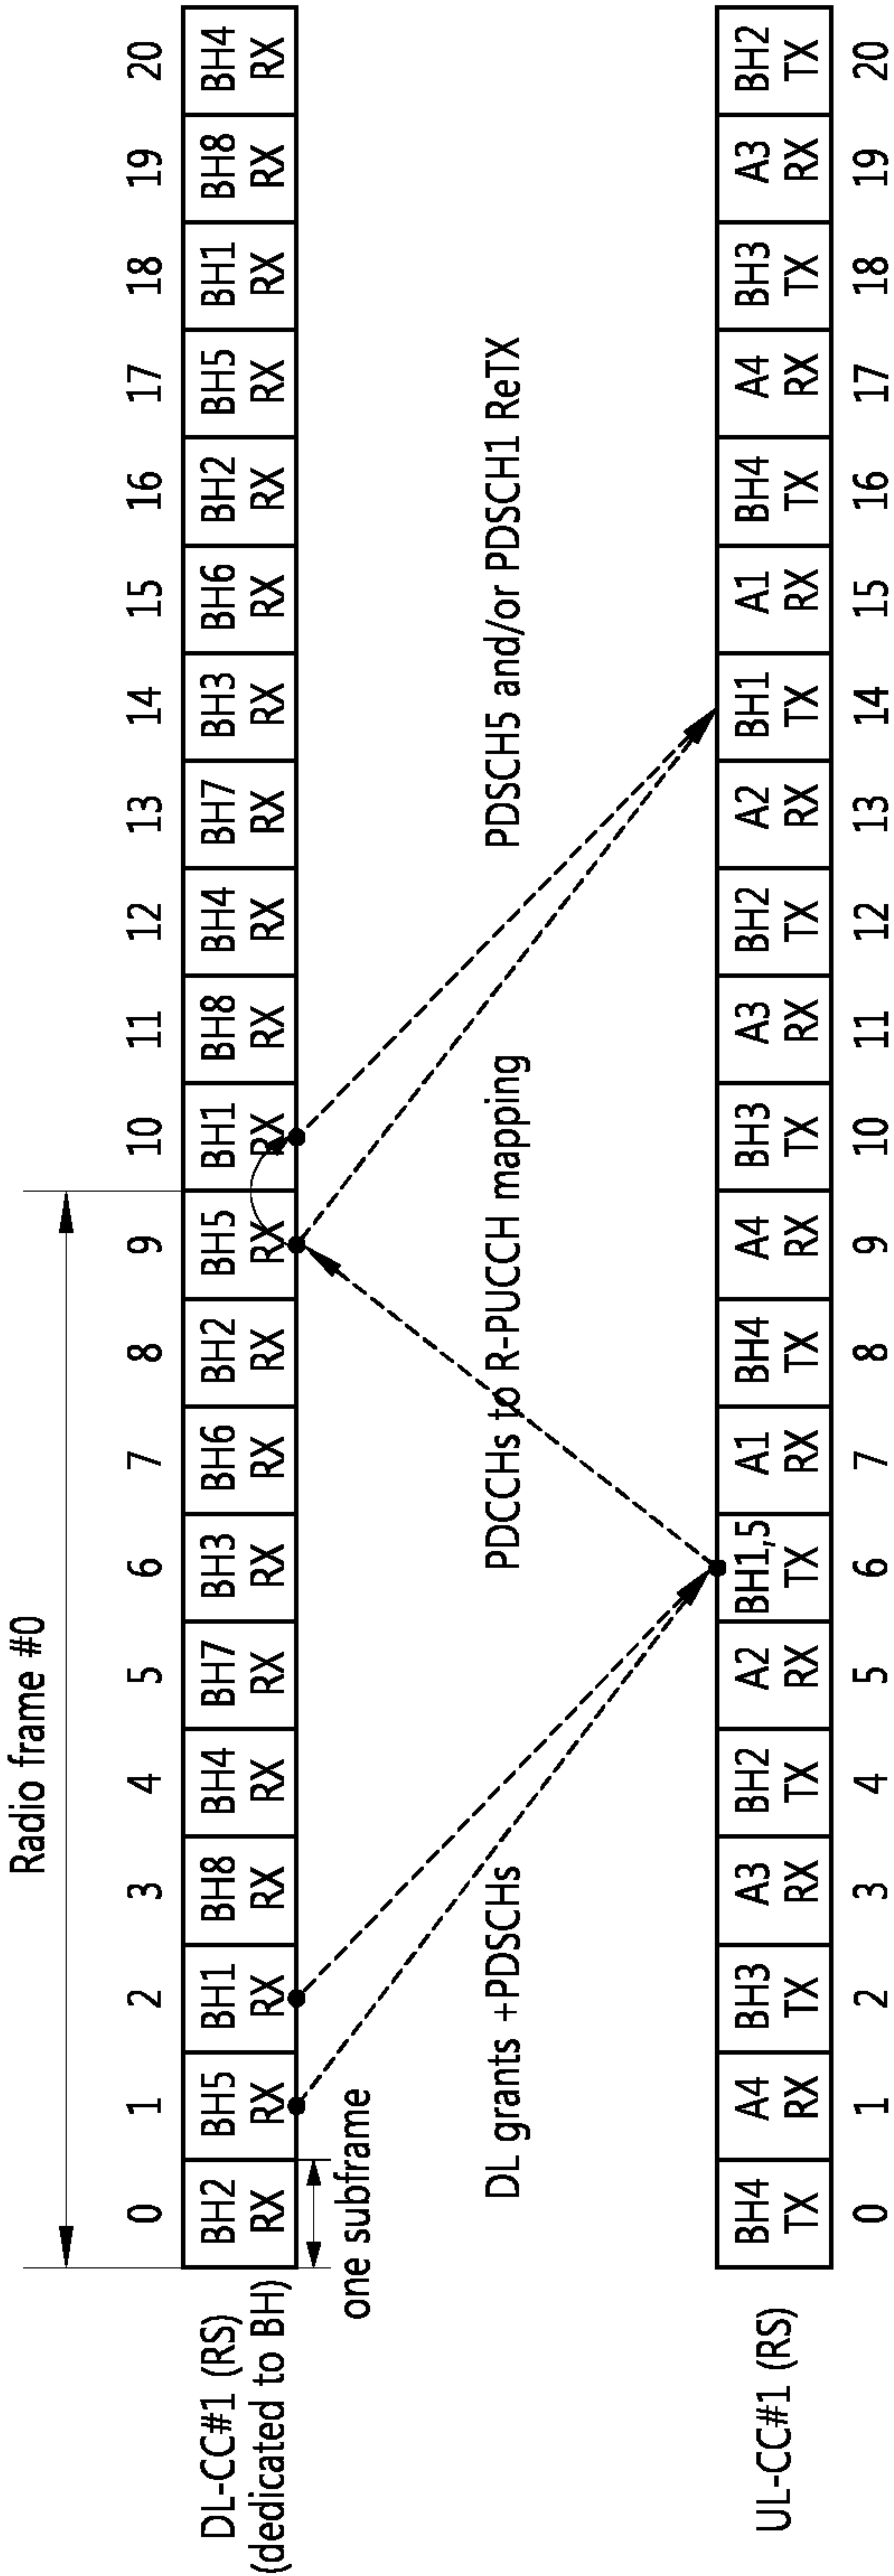 Radio frame #0
0 1 2 3 4 5 6 7 8 9 10 11 12 13 14 15 16 17 18 19 20
DL-CC#1 (RS)
(dedicated to BH)
BH2 BH5 BH1 BH8 BH4 BH7 BH3 BH6 BH2 BH5 BH1 BH8 BH4 BH7 BH3 BH6 BH2 BH5 BH1 BH8 BH4
RX RX RX RX RX RX RX RX RX RX RX RX RX RX RX RX RX RX RX RX RX
one subframe
DL grants +PDSCHs
PDCCHs to R-PUCCH mapping
PDSCH5 and/or PDSCH1 ReTX
UL-CC#1 (RS)
BH4 A4 BH3 A3 BH2 A2 BH1,5 A1 BH4 A4 BH3 A3 BH2 A2 BH1 A1 BH4 A4 BH3 A3 BH2
TX RX TX RX TX RX TX RX TX RX TX RX TX RX TX RX TX RX TX RX TX
0 1 2 3 4 5 6 7 8 9 10 11 12 13 14 15 16 17 18 19 20